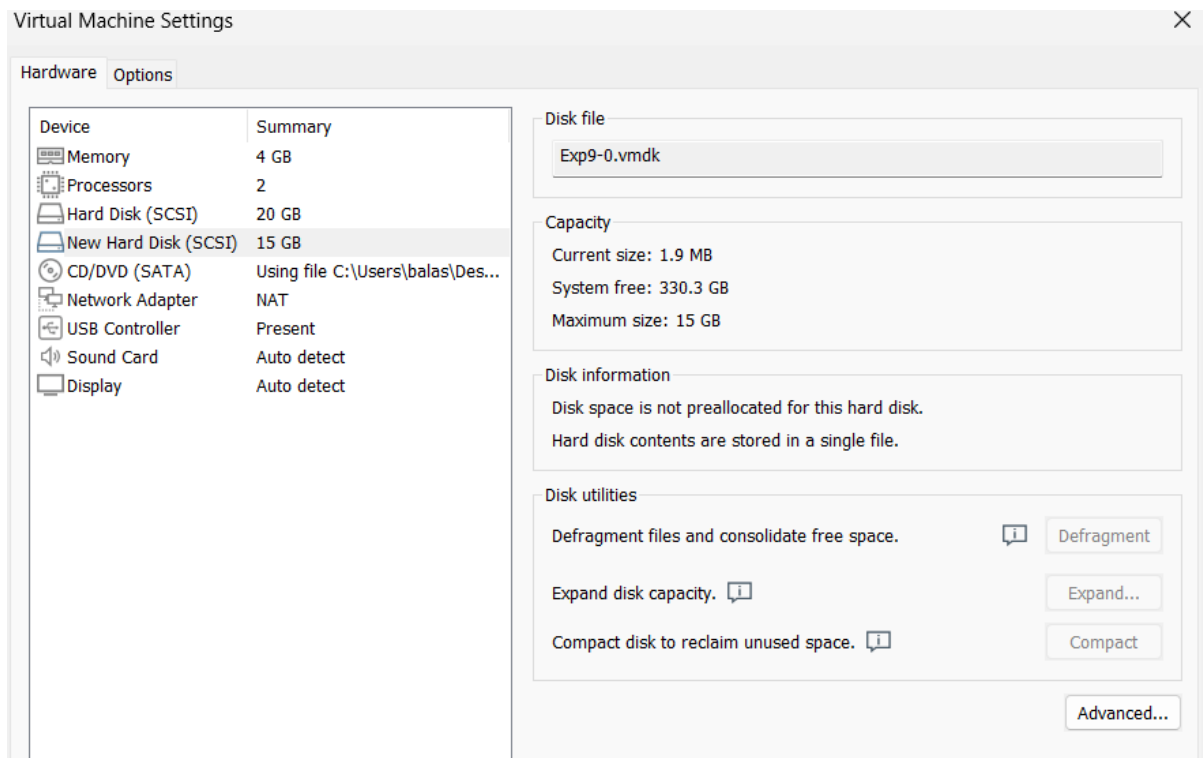 Virtual Machine Settings
Hardware Options
Device Summary
Memory 4 GB
Processors 2
Hard Disk (SCSI) 20 GB
New Hard Disk (SCSI) 15 GB
CD/DVD (SATA) Using file C:\Users\balas\Des...
Network Adapter NAT
USB Controller Present
Sound Card Auto detect
Display Auto detect
Disk file
Exp9-0.vmdk
Capacity
Current size: 1.9 MB
System free: 330.3 GB
Maximum size: 15 GB
Disk information
Disk space is not preallocated for this hard disk.
Hard disk contents are stored in a single file.
Disk utilities
Defragment files and consolidate free space. Defragment
Expand disk capacity. Expand...
Compact disk to reclaim unused space. Compact
Advanced...